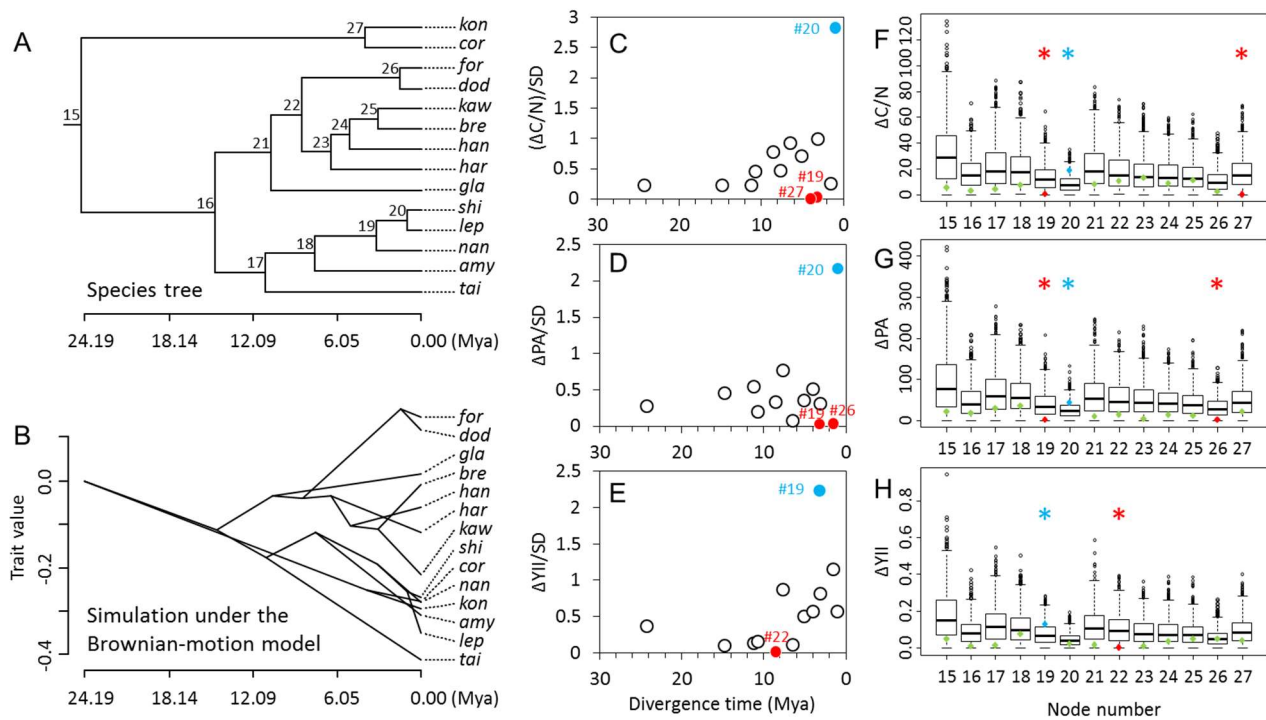 A
15
16
27
26
22
25
24
23
21
20
19
18
17
kon
cor
for
dod
kaw
bre
han
har
gla
shi
lep
nan
amy
tai
Species tree
24.19 18.14 12.09 6.05 0.00 (Mya)
B
Trait value
0.0
-0.2
-0.4
for
dod
gla
bre
han
har
kaw
shi
cor
nan
kon
amy
lep
tai
Simulation under the
Brownian-motion model
24.19 18.14 12.09 6.05 0.00 (Mya)
C
(ΔC/N)/SD
3
2.5
2
1.5
1
0.5
0
#20
#19
#27
30 20 10 0
D
ΔPA/SD
2.5
2
1.5
1
0.5
0
#20
#19 #26
30 20 10 0
E
ΔYII/SD
2.5
2
1.5
1
0.5
0
#19
#22
30 20 10 0
Divergence time (Mya)
F
ΔC/N
0 20 40 60 80 100 120
* * *
15 16 17 18 19 20 21 22 23 24 25 26 27
G
ΔPA
0 100 200 300 400
* * *
15 16 17 18 19 20 21 22 23 24 25 26 27
H
ΔYII
0.0 0.2 0.4 0.6 0.8
* *
15 16 17 18 19 20 21 22 23 24 25 26 27
Node number